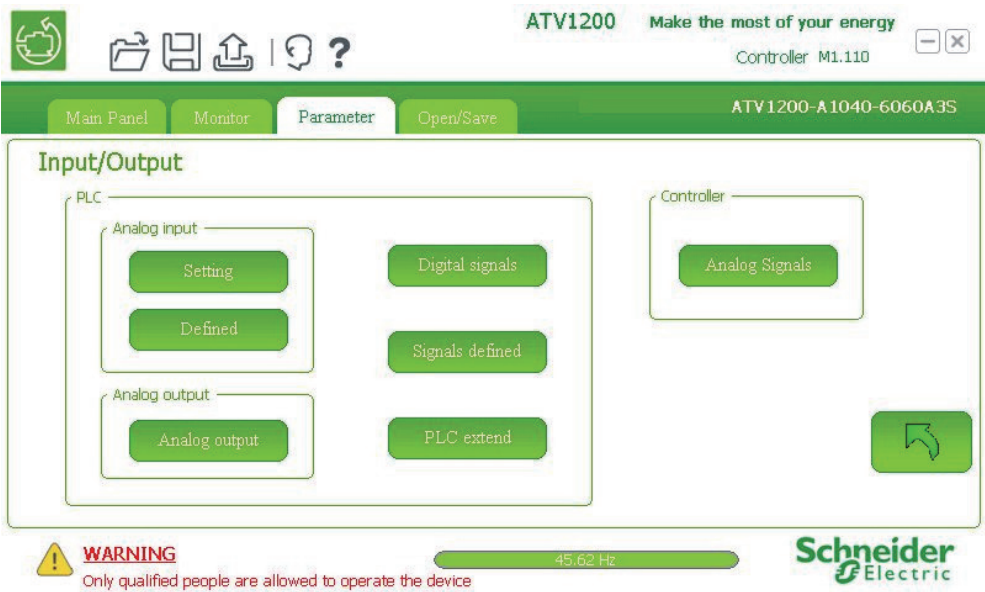 ATV1200 Make the most of your energy
Controller M1.110
?
Main Panel Monitor Parameter Open/Save
ATV1200-A1040-6060A3S
Input/Output
PLC
Controller
Analog input
Setting
Digital signals
Analog Signals
Defined
Signals defined
Analog output
Analog output
PLC extend
WARNING
Only qualified people are allowed to operate the device
45.62 Hz
Schneider
Electric